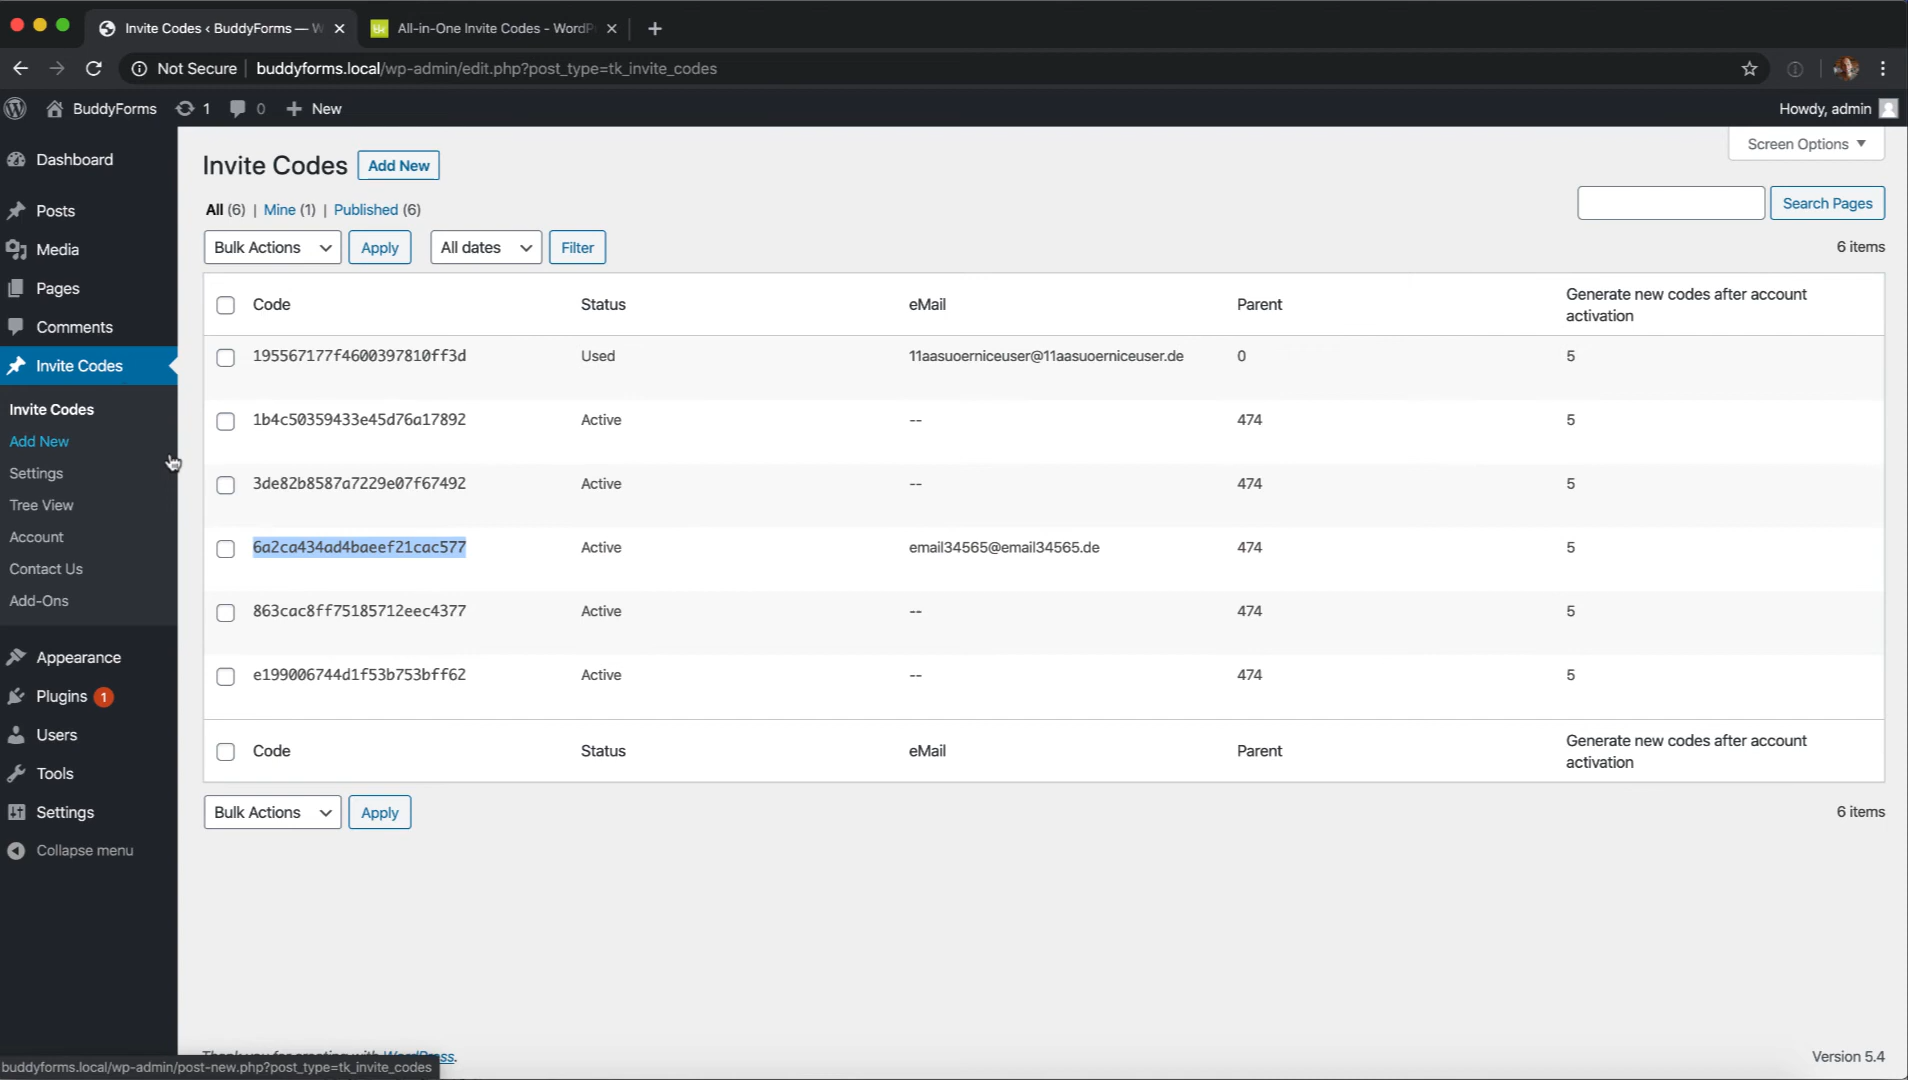 Invite Codes ‹ BuddyForms — W
All-in-One Invite Codes - WordP
Not Secure
buddyforms.local/wp-admin/edit.php?post_type=tk_invite_codes
BuddyForms 1 0 New
Howdy, admin
Dashboard
Posts
Media
Pages
Comments
Invite Codes
Invite Codes
Add New
Settings
Tree View
Account
Contact Us
Add-Ons
Appearance
Plugins 1
Users
Tools
Settings
Collapse menu
Screen Options
Invite Codes Add New
All (6) | Mine (1) | Published (6)
Search Pages
Bulk Actions Apply All dates Filter
6 items
Code Status eMail Parent Generate new codes after account
activation
195567177f4600397810ff3d Used 11aasuoerniceuser@11aasuoerniceuser.de 0 5
1b4c50359433e45d76a17892 Active -- 474 5
3de82b8587a7229e07f67492 Active -- 474 5
6a2ca434ad4baeef21cac577 Active email34565@email34565.de 474 5
863cac8ff75185712eec4377 Active -- 474 5
e199006744d1f53b753bff62 Active -- 474 5
Code Status eMail Parent Generate new codes after account
activation
Bulk Actions Apply
6 items
Thank you for creating with WordPress.
Version 5.4
buddyforms.local/wp-admin/post-new.php?post_type=tk_invite_codes